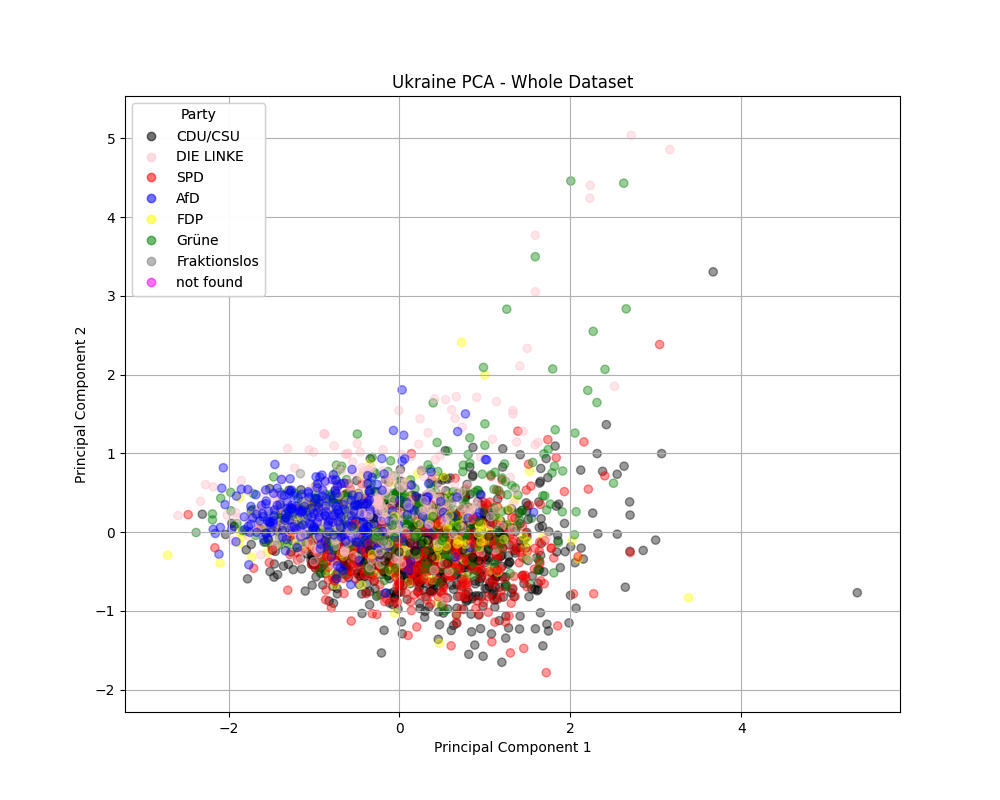 Ukraine PCA - Whole Dataset
Party
CDU/CSU
DIE LINKE
SPD
AfD
FDP
Grüne
Fraktionslos
not found
5
4
3
2
1
0
−1
−2
Principal Component 2
−2
0
2
4
Principal Component 1